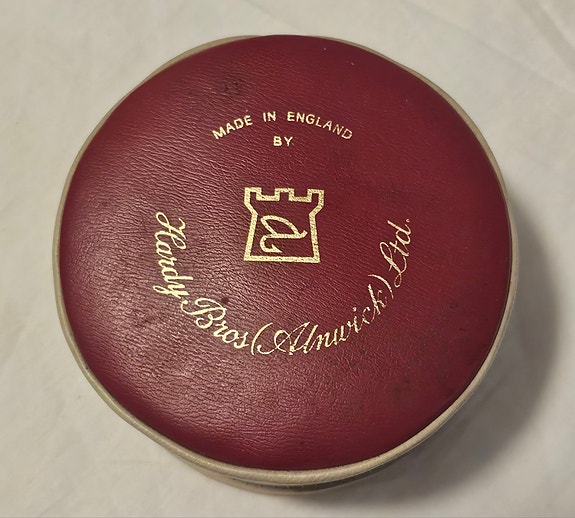 MADE IN ENGLAND
BY
a
Hardy Bros (Alnwick) Ltd.